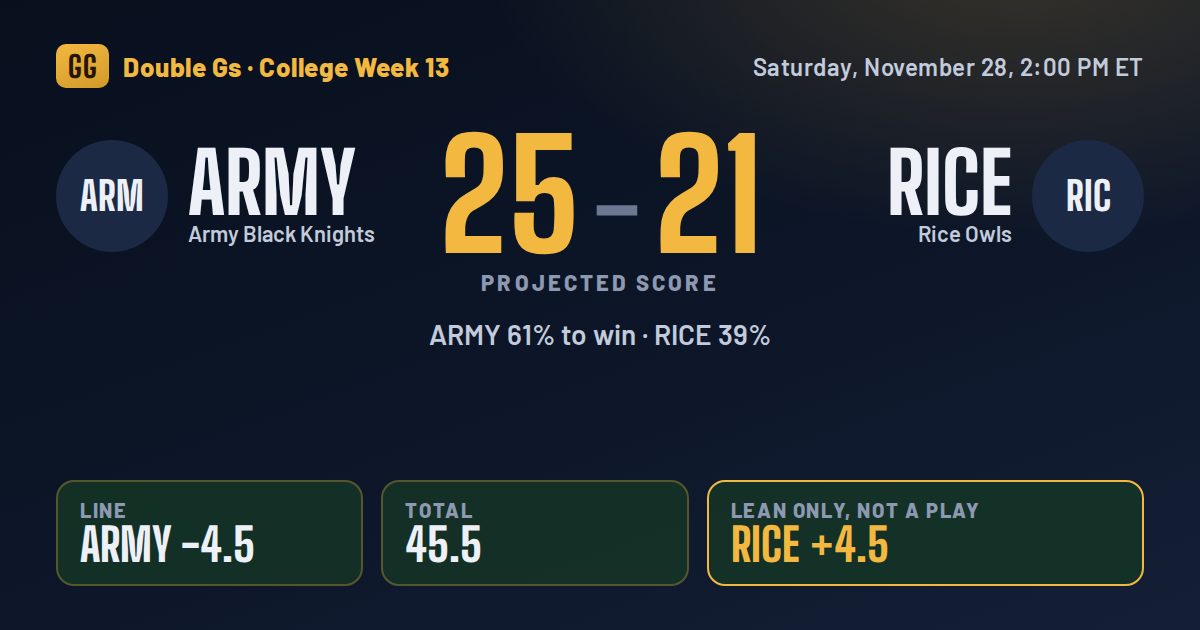 GG Double Gs · College Week 13
Saturday, November 28, 2:00 PM ET
ARM
ARMY
Army Black Knights
25 – 21
PROJECTED SCORE
ARMY 61% to win · RICE 39%
RICE
Rice Owls
RIC
LINE
ARMY −4.5
TOTAL
45.5
LEAN ONLY, NOT A PLAY
RICE +4.5